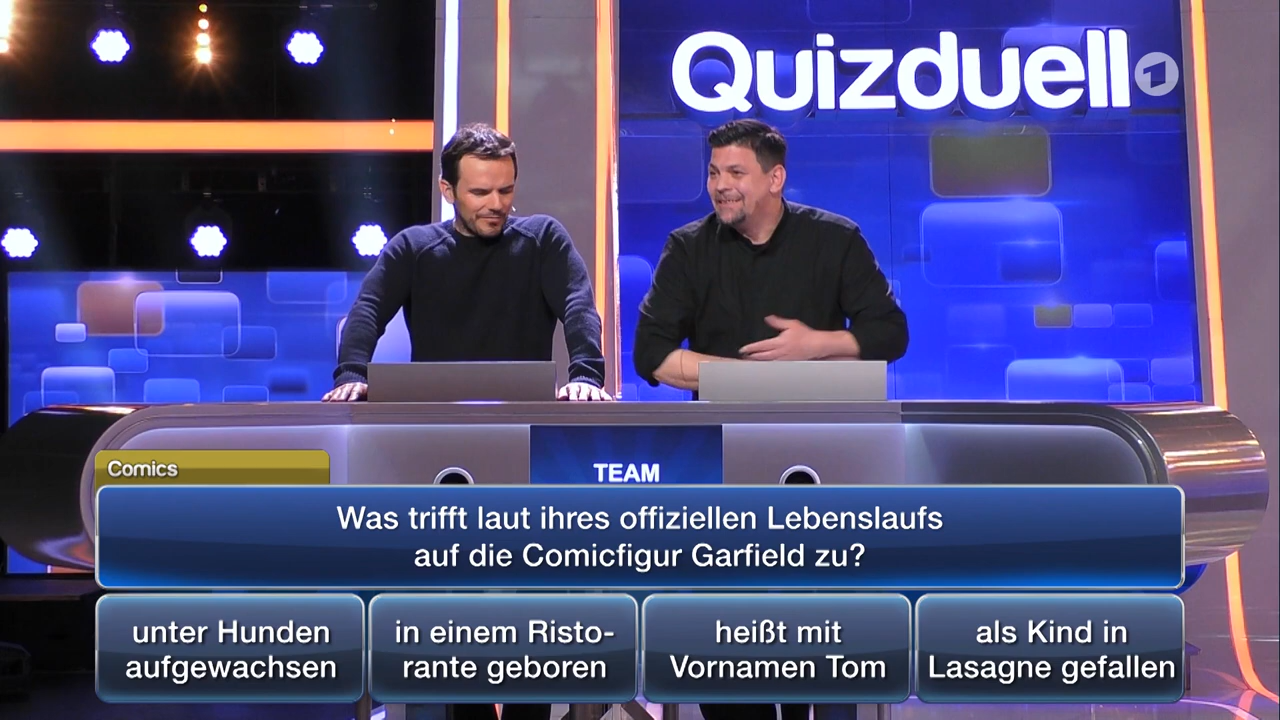 Quizduell 1
TEAM
Comics
Was trifft laut ihres offiziellen Lebenslaufs
auf die Comicfigur Garfield zu?
unter Hunden
aufgewachsen
in einem Risto-
rante geboren
heißt mit
Vornamen Tom
als Kind in
Lasagne gefallen